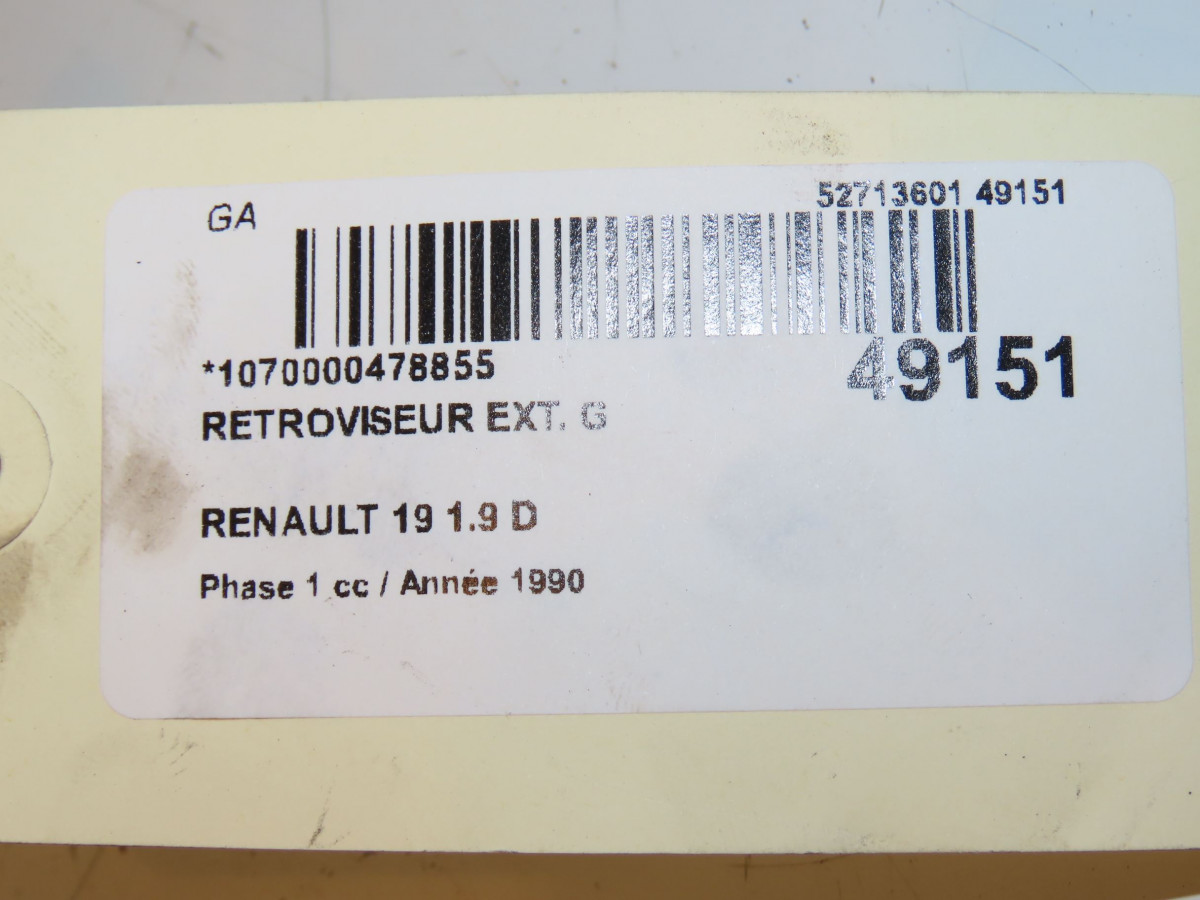 GA
52713601 49151
*1070000478855
49151
RETROVISEUR EXT. G
RENAULT 19 1.9 D
Phase 1 cc / Année 1990